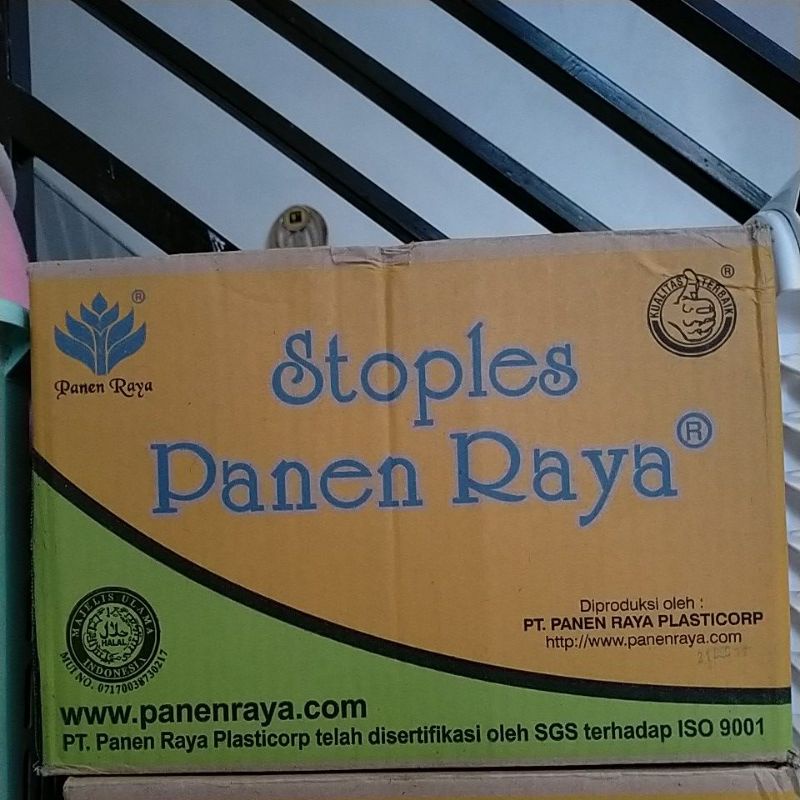 ®
Panen Raya
KUALITAS TERBAIK
®
Stoples
Panen Raya®
Diproduksi oleh :
PT. PANEN RAYA PLASTICORP
http://www.panenraya.com
MAJELIS ULAMA
حلال
HALAL
INDONESIA
MUI NO. 07170038730217
www.panenraya.com
PT. Panen Raya Plasticorp telah disertifikasi oleh SGS terhadap ISO 9001